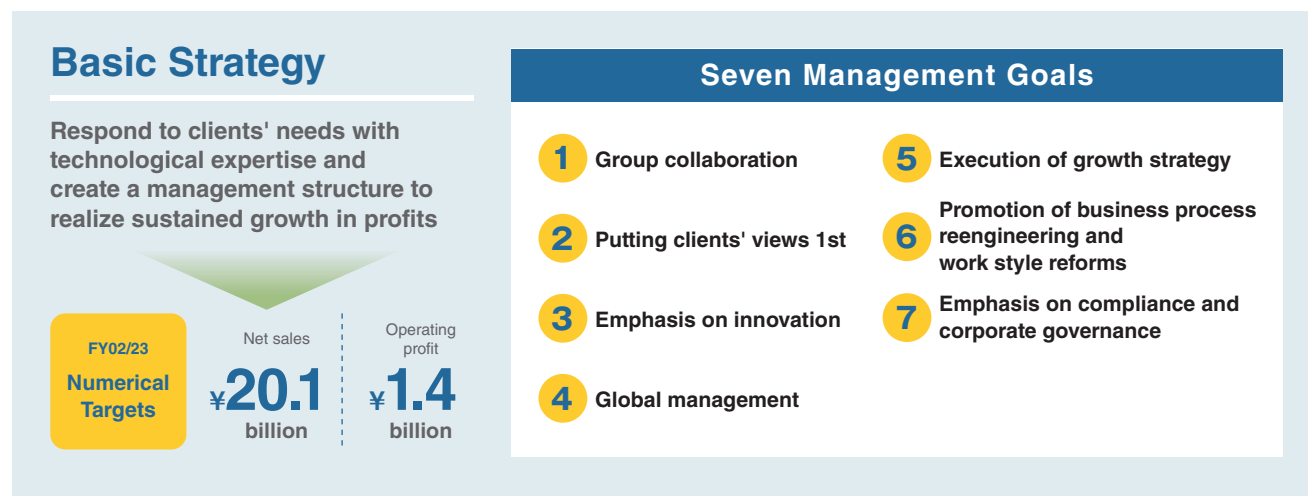 Basic Strategy
Respond to clients' needs with
technological expertise and
create a management structure to
realize sustained growth in profits
FY02/23
Numerical
Targets
Net sales
¥20.1
billion
Operating
profit
¥1.4
billion
Seven Management Goals
1 Group collaboration
2 Putting clients' views 1st
3 Emphasis on innovation
4 Global management
5 Execution of growth strategy
6 Promotion of business process
reengineering and
work style reforms
7 Emphasis on compliance and
corporate governance